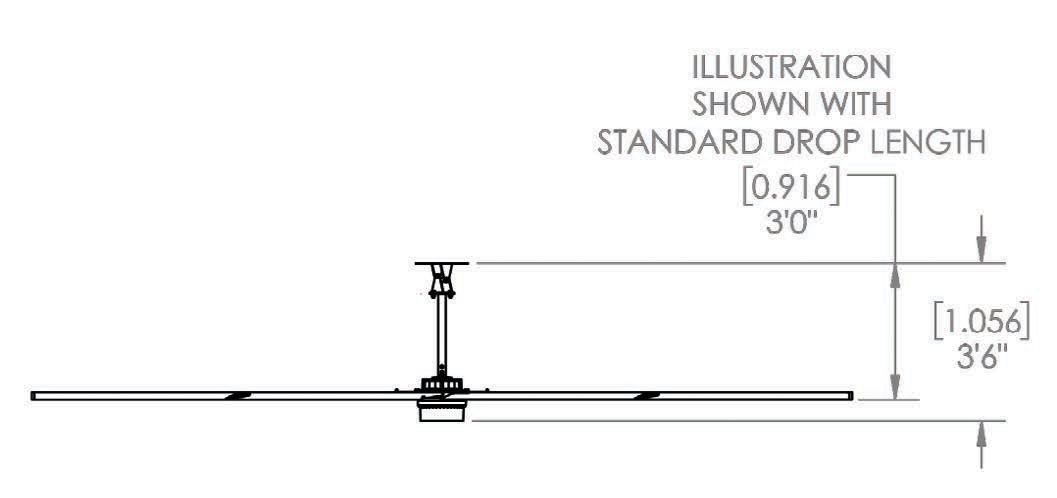 ILLUSTRATION
SHOWN WITH
STANDARD DROP LENGTH
[0.916]
3'0"
[1.056]
3'6"